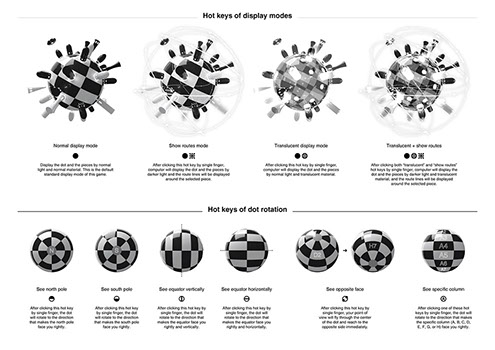 Hot keys of display modes
Normal display mode
Display the dot and the pieces by normal
light and normal material. This is the default
standard display mode of this game.
Show routes mode
After clicking this hot key by single finger,
computer will display the dot and the pieces by
darker light and the route lines will be displayed
around the selected piece.
Translucent display mode
After clicking this hot key by single finger,
computer will display the dot and the pieces
by normal light and translucent material.
Translucent + show routes
After clicking both "translucent" and "show routes"
hot keys by single finger, computer will display the
dot and the pieces by darker light and translucent
material, and the route lines will be displayed
around the selected piece.
Hot keys of dot rotation
N
S
D2
H7
A4
A5
A6
A7
See north pole
After clicking this hot key
by single finger, the dot will
rotate to the direction
that makes the north pole
face you rightly.
See south pole
After clicking this hot key
by single finger, the dot will
rotate to the direction
that makes the south pole
face you rightly.
See equator vertically
After clicking this hot key
by single finger, the dot will
rotate to the direction that
makes the equator face you
rightly and vertically.
See equator horizontally
After clicking this hot key
by single finger, the dot will
rotate to the direction that
makes the equator face you
rightly and horizontally.
See opposite face
After clicking this hot key
by single finger, your point of
view will fly through the center
of the dot and reach to the
opposite side immediately.
See specific column
After clicking one of these hot
keys by single finger, the dot will
rotate to the direction that makes
the specific column (A, B, C, D,
E, F, G, or H) face you rightly.